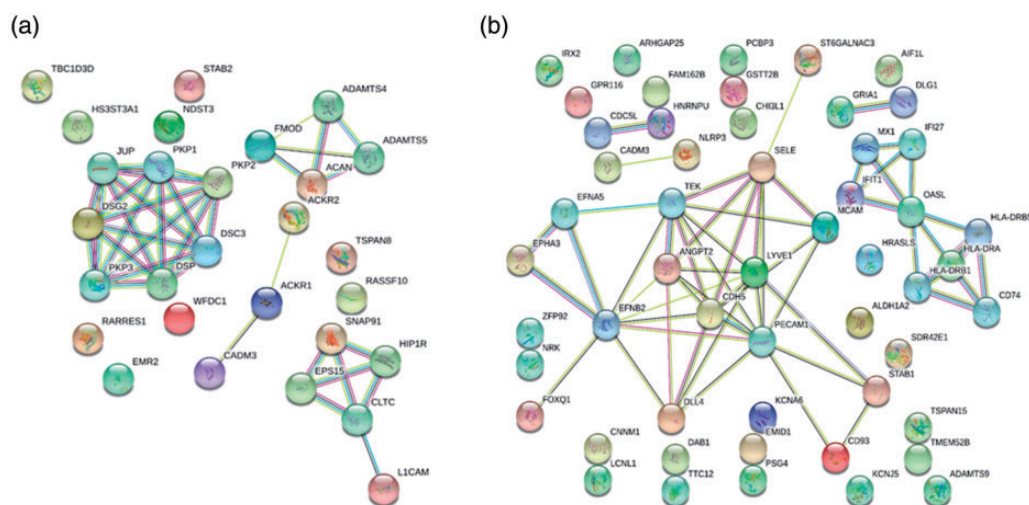 (a)
TBC1D3D
STAB2
HS3ST3A1
NDST3
ADAMTS4
FMOD
ADAMTS5
JUP
PKP1
PKP2
ACAN
ACKR2
DSG2
DSC3
TSPAN8
PKP3
DSP
RASSF10
ACKR1
WFDC1
RARRES1
SNAP91
HIP1R
EMR2
CADM3
EPS15
CLTC
L1CAM
(b)
IRX2
ARHGAP25
PCBP3
ST6GALNAC3
AIF1L
GPR116
FAM162B
GSTT2B
DLG1
GRIA1
CDC5L
HNRNPU
CHI3L1
NLRP3
MX1
IFI27
CADM3
SELE
IFIT1
EFNA5
TEK
OASL
MCAM
HLA-DRB5
EPHA3
ANGPT2
LYVE1
HRASLS
HLA-DRA
HLA-DRB1
CDH5
CD74
EFNB2
ALDH1A2
ZFP92
PECAM1
SDR42E1
NRK
STAB1
FOXQ1
DLL4
KCNA6
TSPAN15
CNNM1
DAB1
EMID1
CD93
TMEM52B
LCNL1
TTC12
PSG4
KCNJ5
ADAMTS9